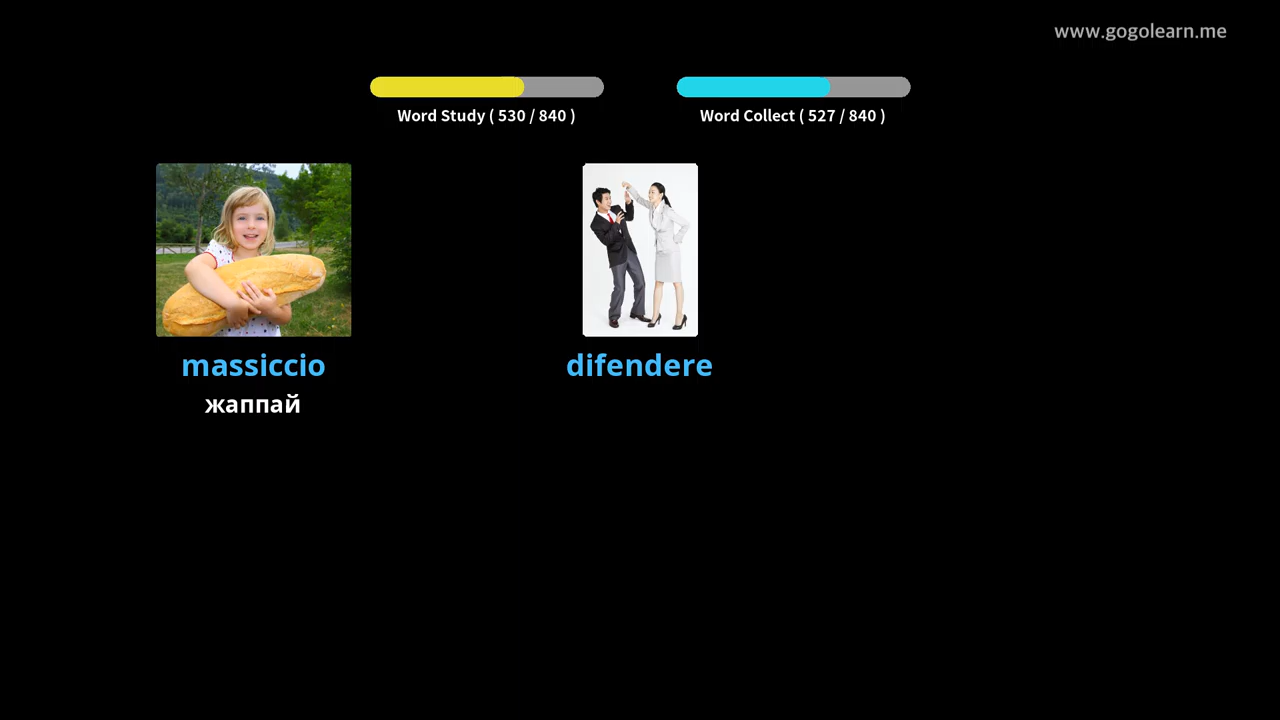 www.gogolearn.me
Word Study ( 530 / 840 )
Word Collect ( 527 / 840 )
massiccio
difendere
жаппай